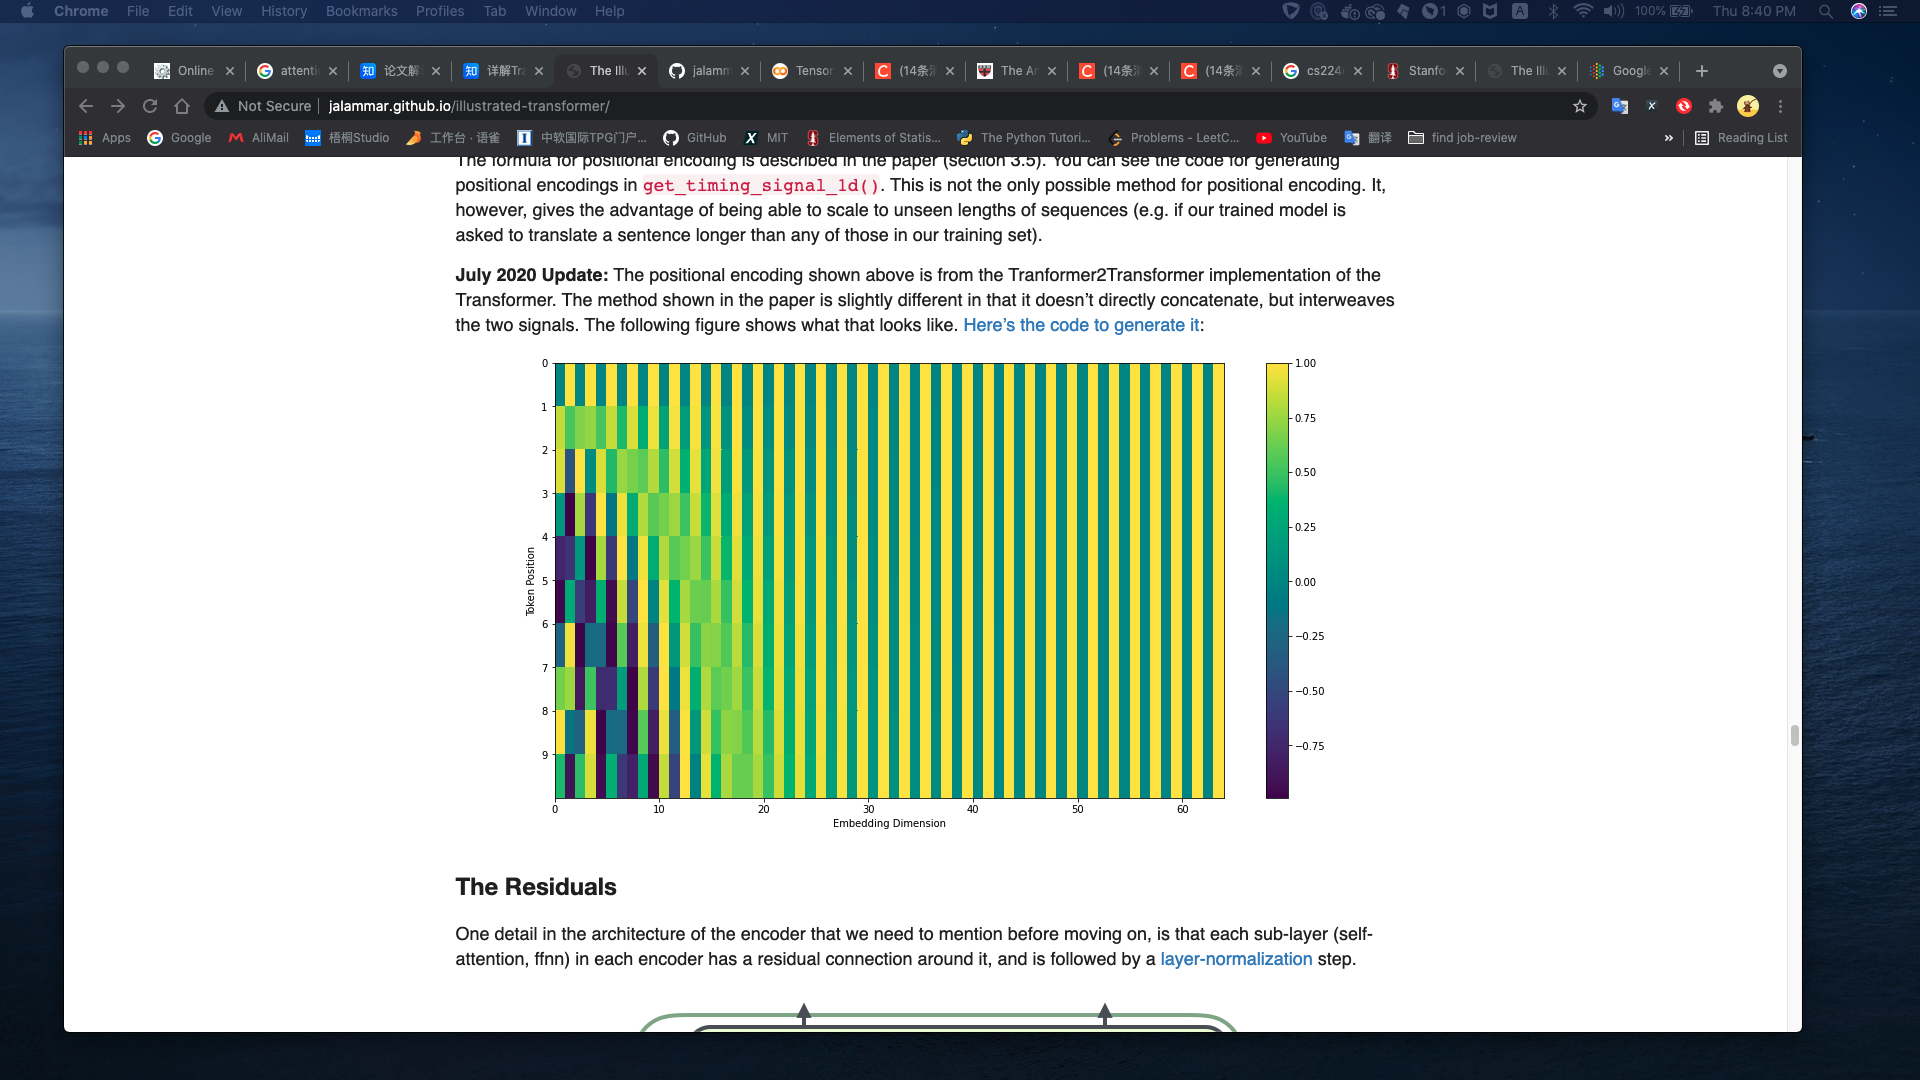 Chrome File Edit View History Bookmarks Profiles Tab Window Help
1 A 100% Thu 8:40 PM
Online
attenti
知 论文解
知 详解Tra
The Illu
jalamm
Tensor
C (14条消
The An
C (14条消
C (14条消
cs224
Stanfo
The Illu
Google
Not Secure jalammar.github.io/illustrated-transformer/
Apps Google AliMail 梧桐Studio 工作台 · 语雀 中软国际TPG门户... GitHub MIT Elements of Statis... The Python Tutori... Problems - LeetC... YouTube 翻译 find job-review » Reading List
The formula for positional encoding is described in the paper (section 3.5). You can see the code for generating
positional encodings in get_timing_signal_1d(). This is not the only possible method for positional encoding. It,
however, gives the advantage of being able to scale to unseen lengths of sequences (e.g. if our trained model is
asked to translate a sentence longer than any of those in our training set).
July 2020 Update: The positional encoding shown above is from the Tranformer2Transformer implementation of the
Transformer. The method shown in the paper is slightly different in that it doesn’t directly concatenate, but interweaves
the two signals. The following figure shows what that looks like. Here’s the code to generate it:
0
1
2
3
4
5
6
7
8
9
Token Position
0 10 20 30 40 50 60
Embedding Dimension
1.00
0.75
0.50
0.25
0.00
−0.25
−0.50
−0.75
The Residuals
One detail in the architecture of the encoder that we need to mention before moving on, is that each sub-layer (self-
attention, ffnn) in each encoder has a residual connection around it, and is followed by a layer-normalization step.